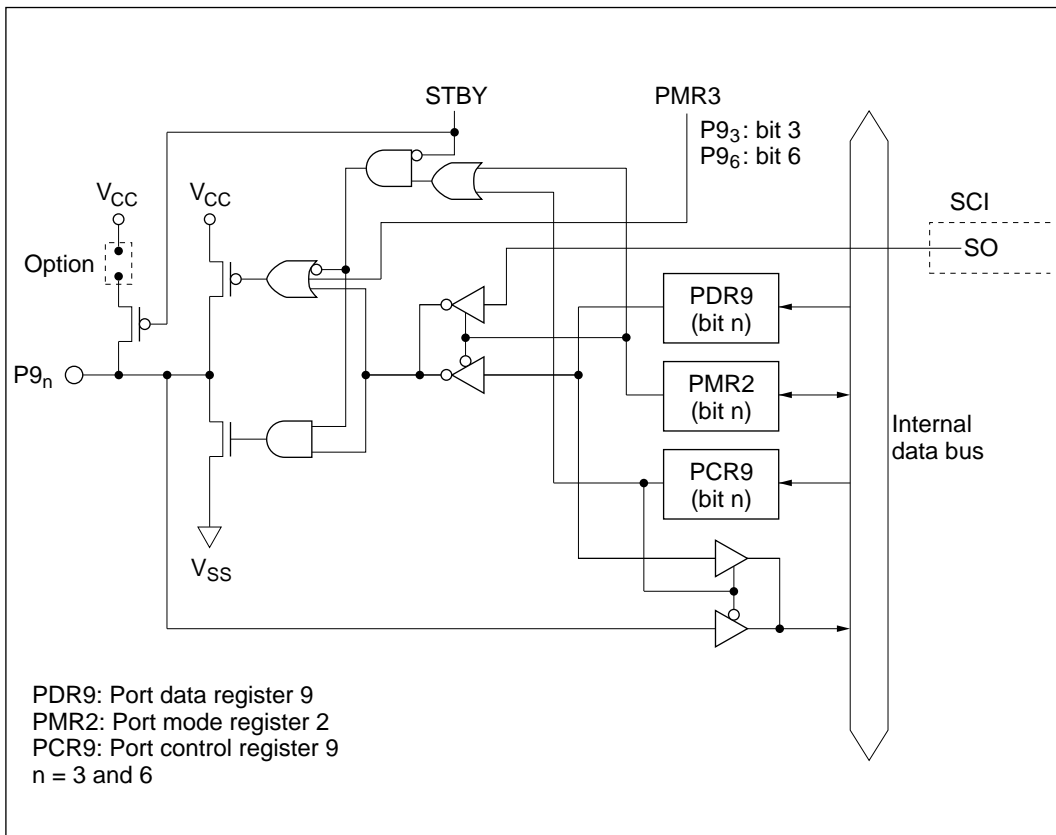 STBY
PMR3
P9₃: bit 3
P9₆: bit 6
V_CC
V_CC
SCI
SO
Option
PDR9
(bit n)
P9ₙ
PMR2
(bit n)
Internal
data bus
PCR9
(bit n)
V_SS
PDR9: Port data register 9
PMR2: Port mode register 2
PCR9: Port control register 9
n = 3 and 6